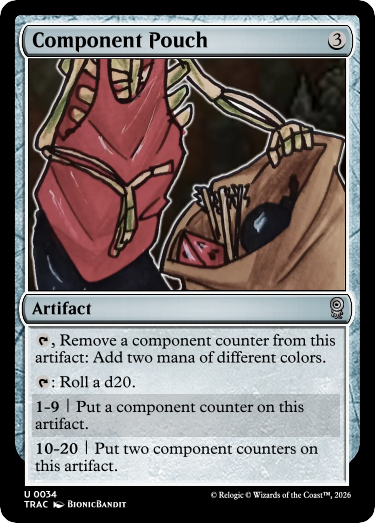 Component Pouch 3
Artifact
, Remove a component counter from this
artifact: Add two mana of different colors.
: Roll a d20.
1-9 | Put a component counter on this
artifact.
10-20 | Put two component counters on
this artifact.
U 0034
TRAC BionicBandit
© Relogic © Wizards of the Coast™, 2026